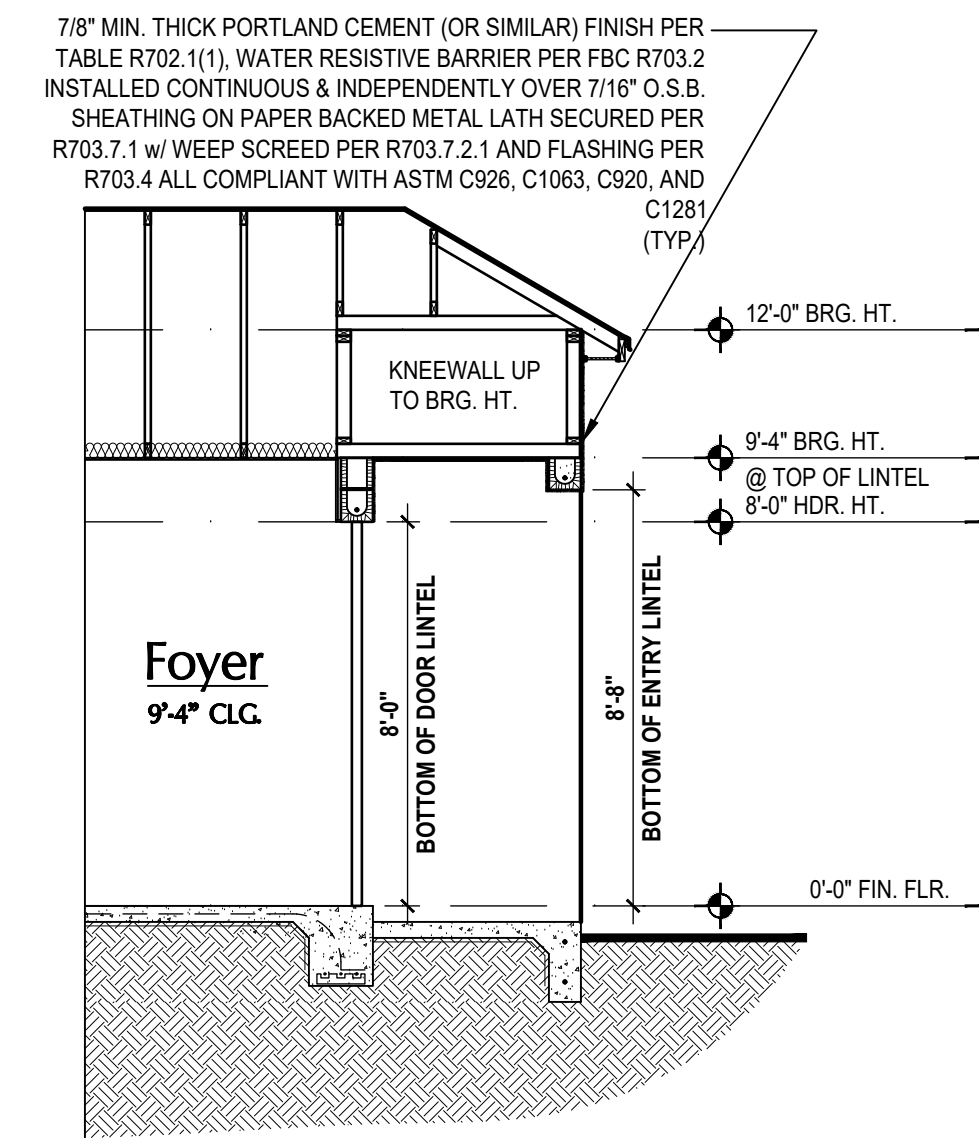 7/8" MIN. THICK PORTLAND CEMENT (OR SIMILAR) FINISH PER
TABLE R702.1(1), WATER RESISTIVE BARRIER PER FBC R703.2
INSTALLED CONTINUOUS & INDEPENDENTLY OVER 7/16" O.S.B.
SHEATHING ON PAPER BACKED METAL LATH SECURED PER
R703.7.1 w/ WEEP SCREED PER R703.7.2.1 AND FLASHING PER
R703.4 ALL COMPLIANT WITH ASTM C926, C1063, C920, AND
C1281
(TYP.)
12'-0" BRG. HT.
KNEEWALL UP
TO BRG. HT.
9'-4" BRG. HT.
@ TOP OF LINTEL
8'-0" HDR. HT.
Foyer
9'-4" CLG.
8'-0"
BOTTOM OF DOOR LINTEL
8'-8"
BOTTOM OF ENTRY LINTEL
0'-0" FIN. FLR.